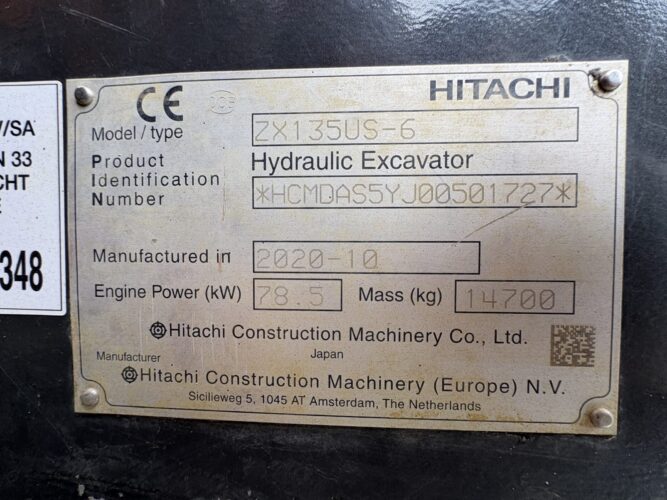 V/SA
N 33
CHT
E
348
CE
HITACHI
Model / type ZX135US-6
Product Hydraulic Excavator
Identification
Number *HCMDAS5YJ00501727*
Manufactured in 2020-10
Engine Power (kW) 78.5 Mass (kg) 14700
Hitachi Construction Machinery Co., Ltd.
Japan
Manufacturer
Hitachi Construction Machinery (Europe) N.V.
Sicilieweg 5, 1045 AT Amsterdam, The Netherlands